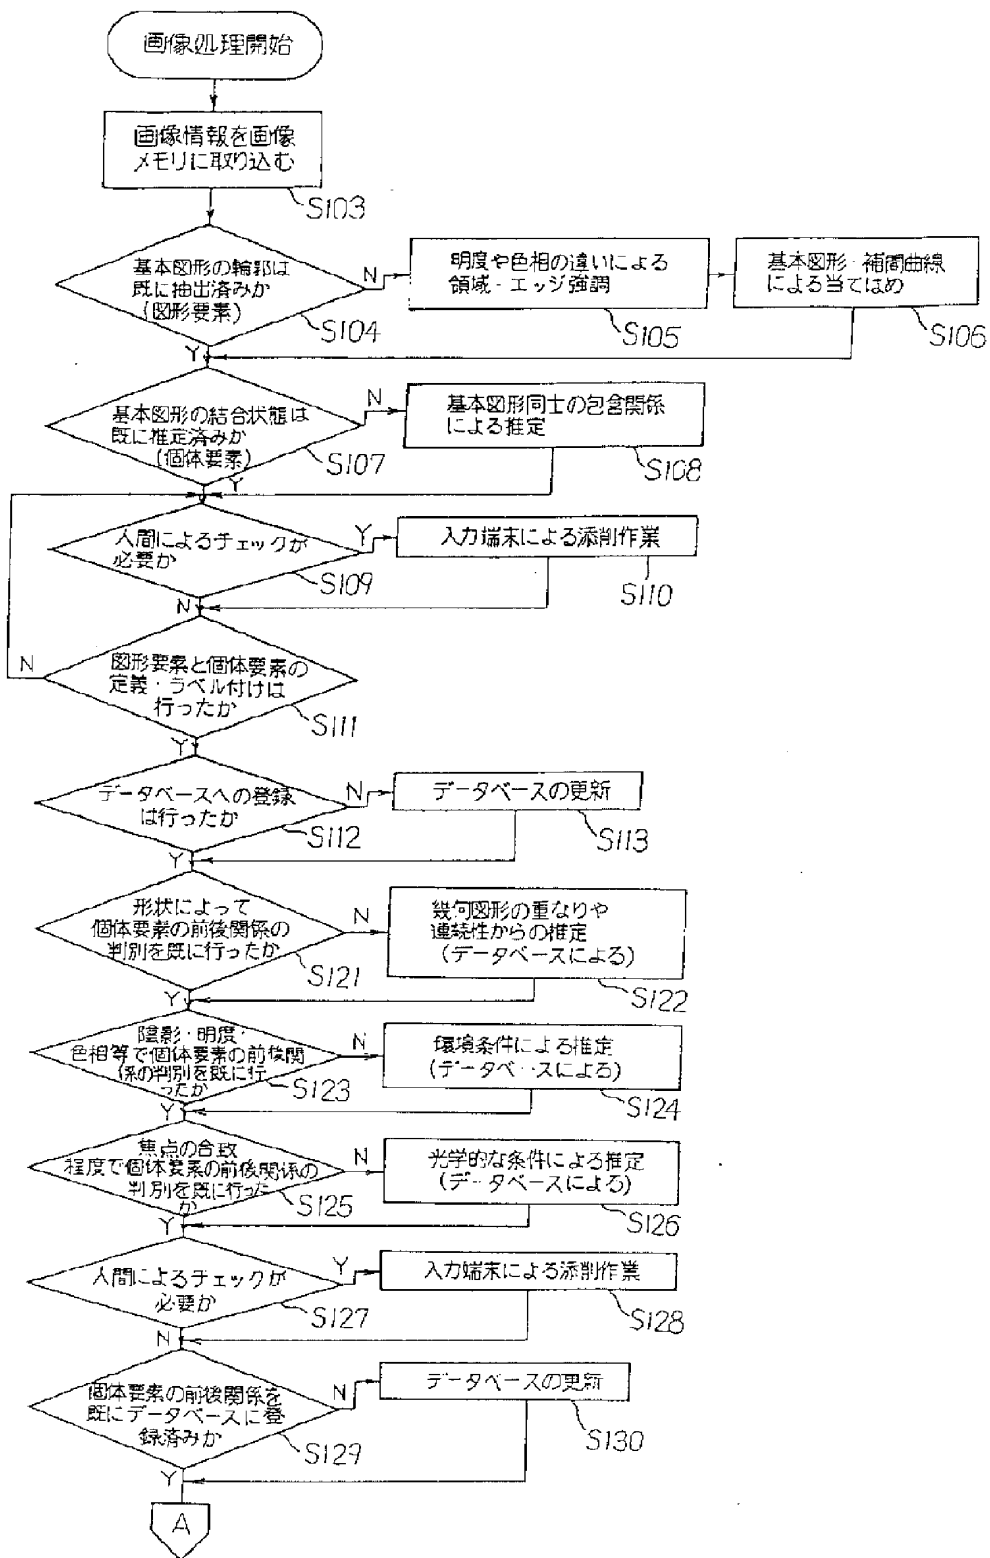 画像処理開始
画像情報を画像
メモリに取り込む
S103
基本図形の輪郭は
既に抽出済みか
(図形要素)
S104
N
Y
明度や色相の違いによる
領域・エッジ強調
S105
基本図形・補間曲線
による当てはめ
S106
基本図形の結合状態は
既に推定済みか
(個体要素)
S107
N
Y
基本図形同士の包含関係
による推定
S108
人間によるチェックが
必要か
S109
Y
N
入力端末による添削作業
S110
図形要素と個体要素の
定義・ラベル付けは
行ったか
S111
N
Y
データベースへの登録
は行ったか
S112
N
Y
データベースの更新
S113
形状によって
個体要素の前後関係の
判別を既に行ったか
S121
N
Y
幾何図形の重なりや
連続性からの推定
(データベースによる)
S122
陰影・明度・
色相等で個体要素の前後関
係の判別を既に行
ったか
S123
N
Y
環境条件による推定
(データベースによる)
S124
焦点の合致
程度で個体要素の前後関係の
判別を既に行った
か
S125
N
Y
光学的な条件による推定
(データベースによる)
S126
人間によるチェックが
必要か
S127
Y
N
入力端末による添削作業
S128
個体要素の前後関係を
既にデータベースに登
録済みか
S129
N
Y
データベースの更新
S130
A